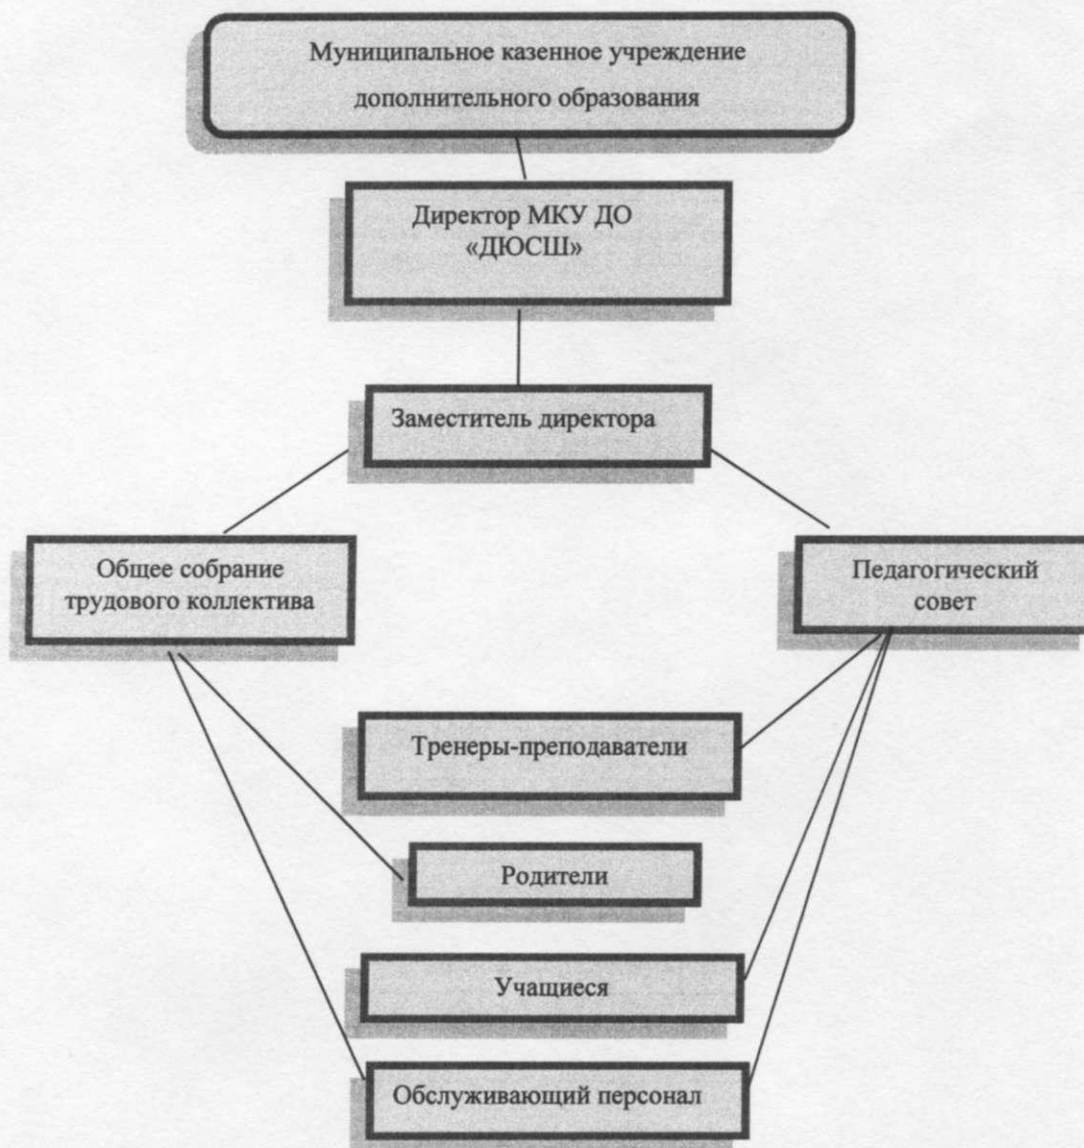 Муниципальное казенное учреждение
дополнительного образования
Директор МКУ ДО
«ДЮСШ»
Заместитель директора
Общее собрание
трудового коллектива
Педагогический
совет
Тренеры-преподаватели
Родители
Учащиеся
Обслуживающий персонал